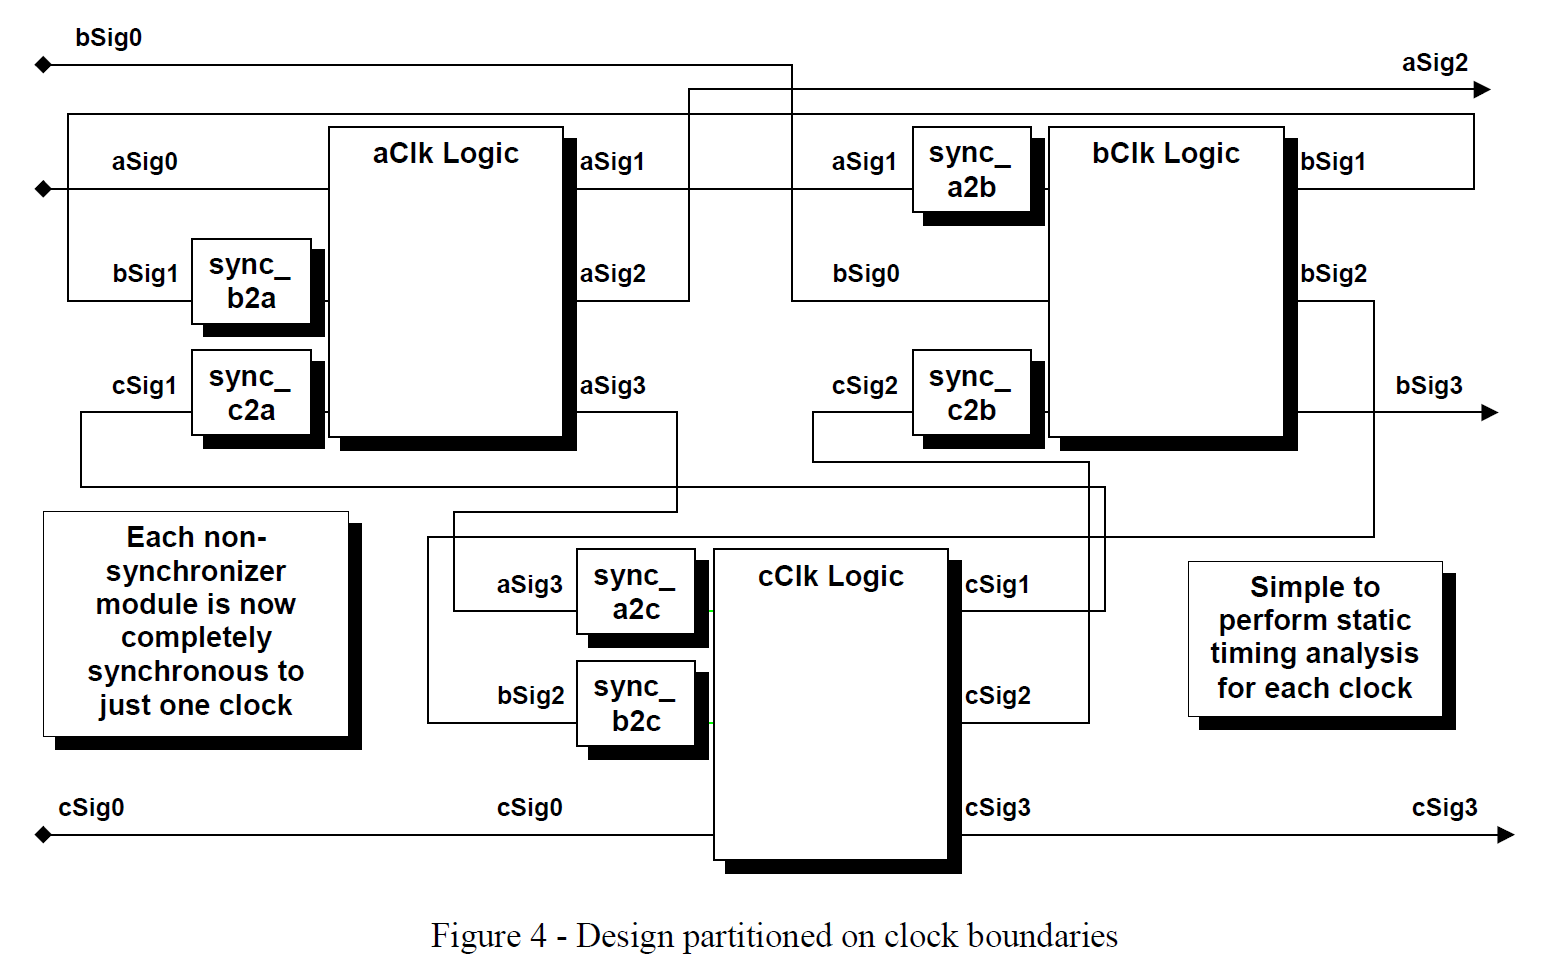 bSig0
aSig2
aSig0
aClk Logic
aSig1
aSig1
sync_
a2b
bClk Logic
bSig1
bSig1
sync_
b2a
aSig2
bSig0
bSig2
cSig1
sync_
c2a
aSig3
cSig2
sync_
c2b
bSig3
Each non-
synchronizer
module is now
completely
synchronous to
just one clock
aSig3
sync_
a2c
cClk Logic
cSig1
Simple to
perform static
timing analysis
for each clock
bSig2
sync_
b2c
cSig2
cSig0
cSig0
cSig3
cSig3
Figure 4 - Design partitioned on clock boundaries